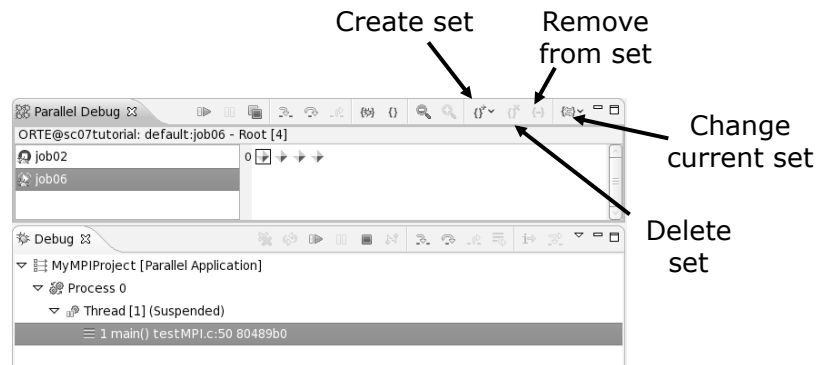 Create set
Remove
from set
Parallel Debug
ORTE@sc07tutorial: default:job06 - Root [4]
job02
0
job06
Change
current set
Delete
set
Debug
MyMPIProject [Parallel Application]
Process 0
Thread [1] (Suspended)
1 main() testMPI.c:50 80489b0